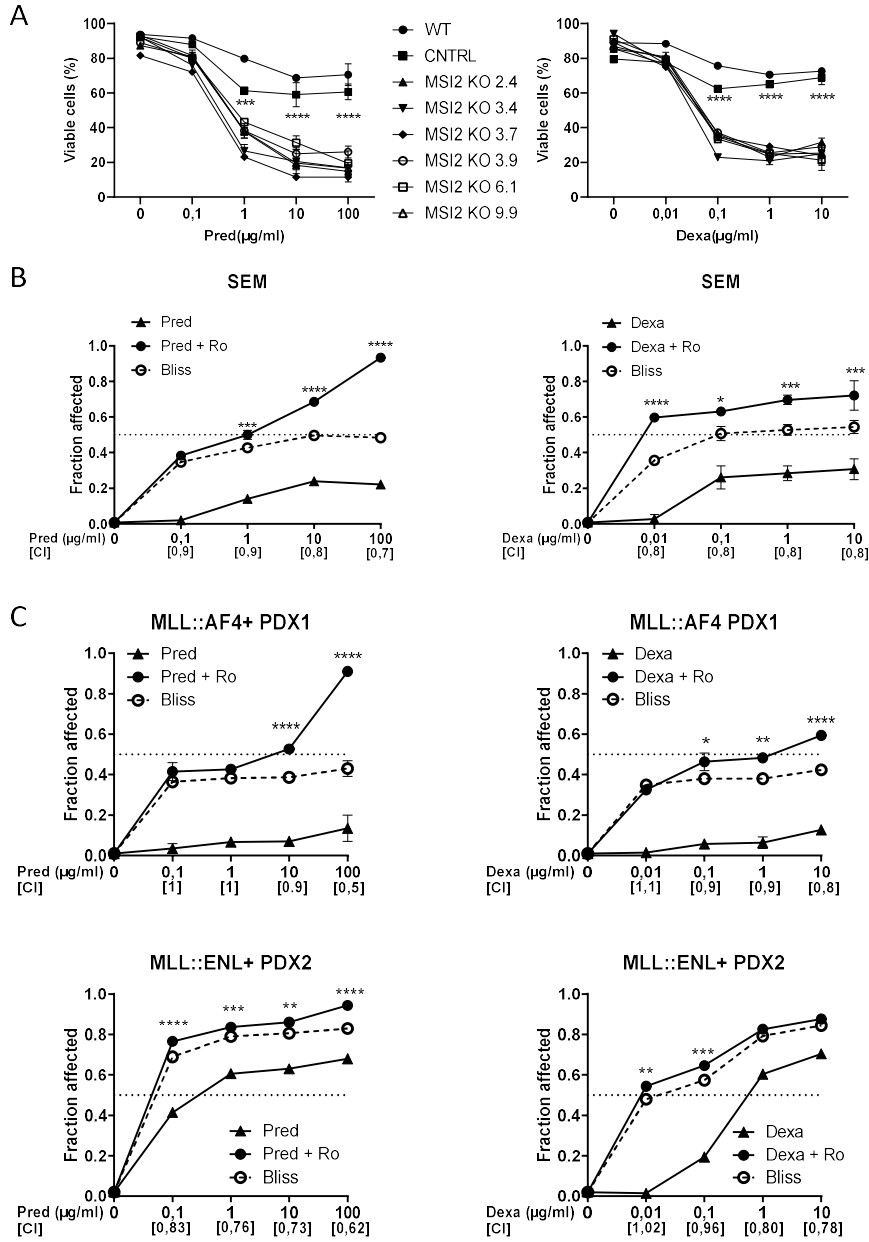 A
100
80
60
40
20
0
Viable cells (%)
***
****
****
0
0,1
1
10
100
Pred(µg/ml)
WT
CNTRL
MSI2 KO 2.4
MSI2 KO 3.4
MSI2 KO 3.7
MSI2 KO 3.9
MSI2 KO 6.1
MSI2 KO 9.9
100
80
60
40
20
0
Viable cells (%)
****
****
****
0
0,01
0,1
1
10
Dexa(µg/ml)
B
SEM
Pred
Pred + Ro
Bliss
1.0
0.8
0.6
0.4
0.2
0.0
Fraction affected
***
****
****
Pred (µg/ml) 0 0,1 1 10 100
[CI] [0,9] [0,9] [0,8] [0,7]
SEM
Dexa
Dexa + Ro
Bliss
1.0
0.8
0.6
0.4
0.2
0.0
Fraction affected
****
*
***
***
Dexa (µg/ml) 0 0,01 0,1 1 10
[CI] [0,8] [0,8] [0,8] [0,8]
C
MLL::AF4+ PDX1
Pred
Pred + Ro
Bliss
1.0
0.8
0.6
0.4
0.2
0.0
Fraction affected
****
****
Pred (µg/ml) 0 0,1 1 10 100
[CI] [1] [1] [0.9] [0,5]
MLL::AF4 PDX1
Dexa
Dexa + Ro
Bliss
1.0
0.8
0.6
0.4
0.2
0.0
Fraction affected
*
**
****
Dexa (µg/ml) 0 0,01 0,1 1 10
[CI] [1,1] [0,9] [0,9] [0,8]
MLL::ENL+ PDX2
1.0
0.8
0.6
0.4
0.2
0.0
Fraction affected
****
***
**
****
Pred
Pred + Ro
Bliss
Pred (µg/ml) 0 0,1 1 10 100
[CI] [0,83] [0,76] [0,73] [0,62]
MLL::ENL+ PDX2
1.0
0.8
0.6
0.4
0.2
0.0
Fraction affected
**
***
Dexa
Dexa + Ro
Bliss
Dexa (µg/ml) 0 0,01 0,1 1 10
[CI] [1,02] [0,96] [0,80] [0,78]